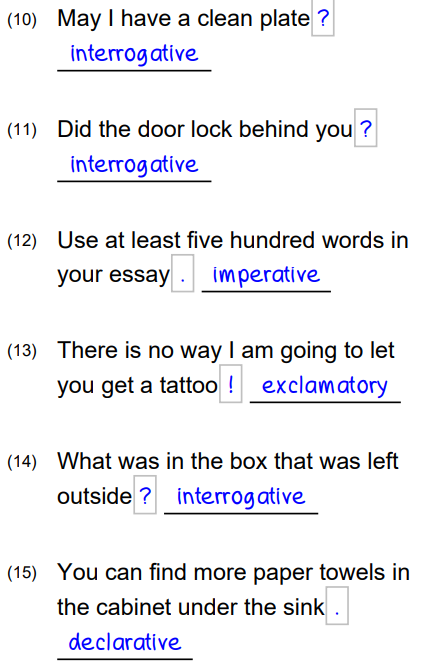 (10) May I have a clean plate ?
interrogative
(11) Did the door lock behind you ?
interrogative
(12) Use at least five hundred words in
your essay . imperative
(13) There is no way I am going to let
you get a tattoo ! exclamatory
(14) What was in the box that was left
outside ? interrogative
(15) You can find more paper towels in
the cabinet under the sink .
declarative